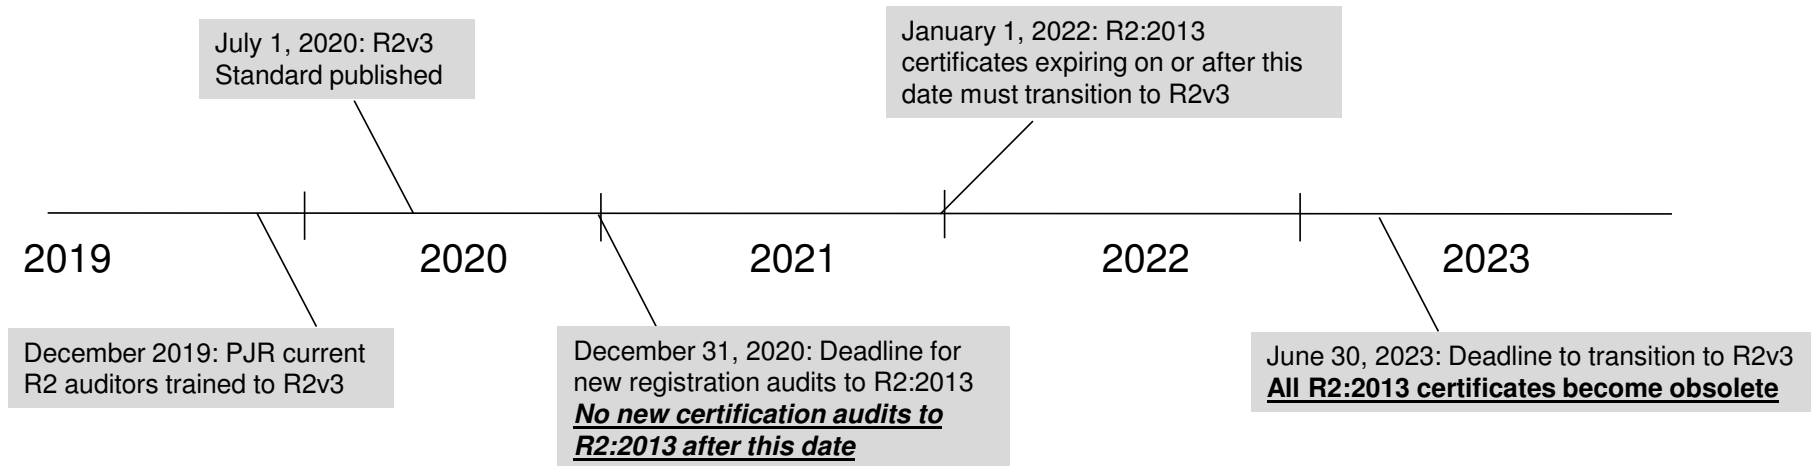 July 1, 2020: R2v3
Standard published
January 1, 2022: R2:2013
certificates expiring on or after this
date must transition to R2v3
2019
2020
2021
2022
2023
December 2019: PJR current
R2 auditors trained to R2v3
December 31, 2020: Deadline for
new registration audits to R2:2013
No new certification audits to
R2:2013 after this date
June 30, 2023: Deadline to transition to R2v3
All R2:2013 certificates become obsolete